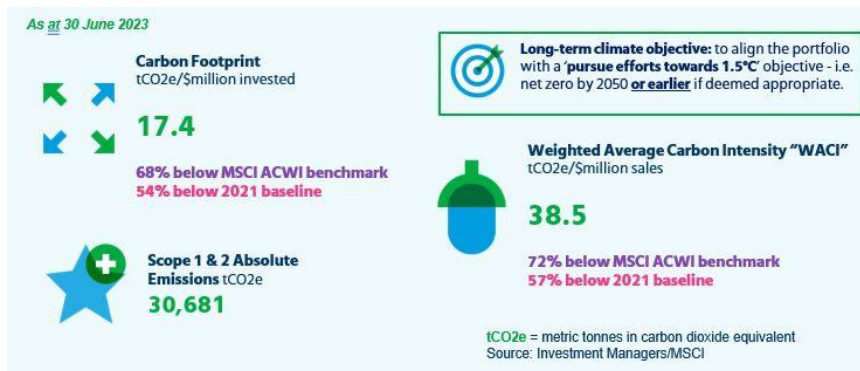 As at 30 June 2023
Carbon Footprint
tCO2e/$million invested
17.4
68% below MSCI ACWI benchmark
54% below 2021 baseline
Scope 1 & 2 Absolute
Emissions tCO2e
30,681
Long-term climate objective: to align the portfolio
with a ‘pursue efforts towards 1.5°C’ objective - i.e.
net zero by 2050 or earlier if deemed appropriate.
Weighted Average Carbon Intensity “WACI”
tCO2e/$million sales
38.5
72% below MSCI ACWI benchmark
57% below 2021 baseline
tCO2e = metric tonnes in carbon dioxide equivalent
Source: Investment Managers/MSCI